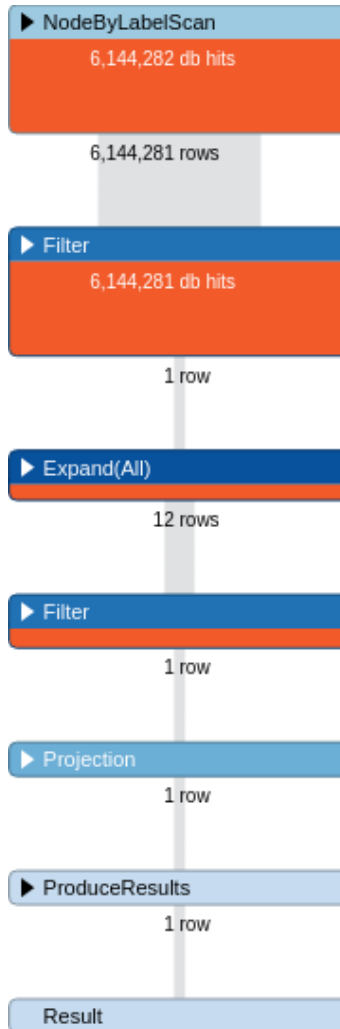 NodeByLabelScan
6,144,282 db hits
6,144,281 rows
Filter
6,144,281 db hits
1 row
Expand(All)
12 rows
Filter
1 row
Projection
1 row
ProduceResults
1 row
Result